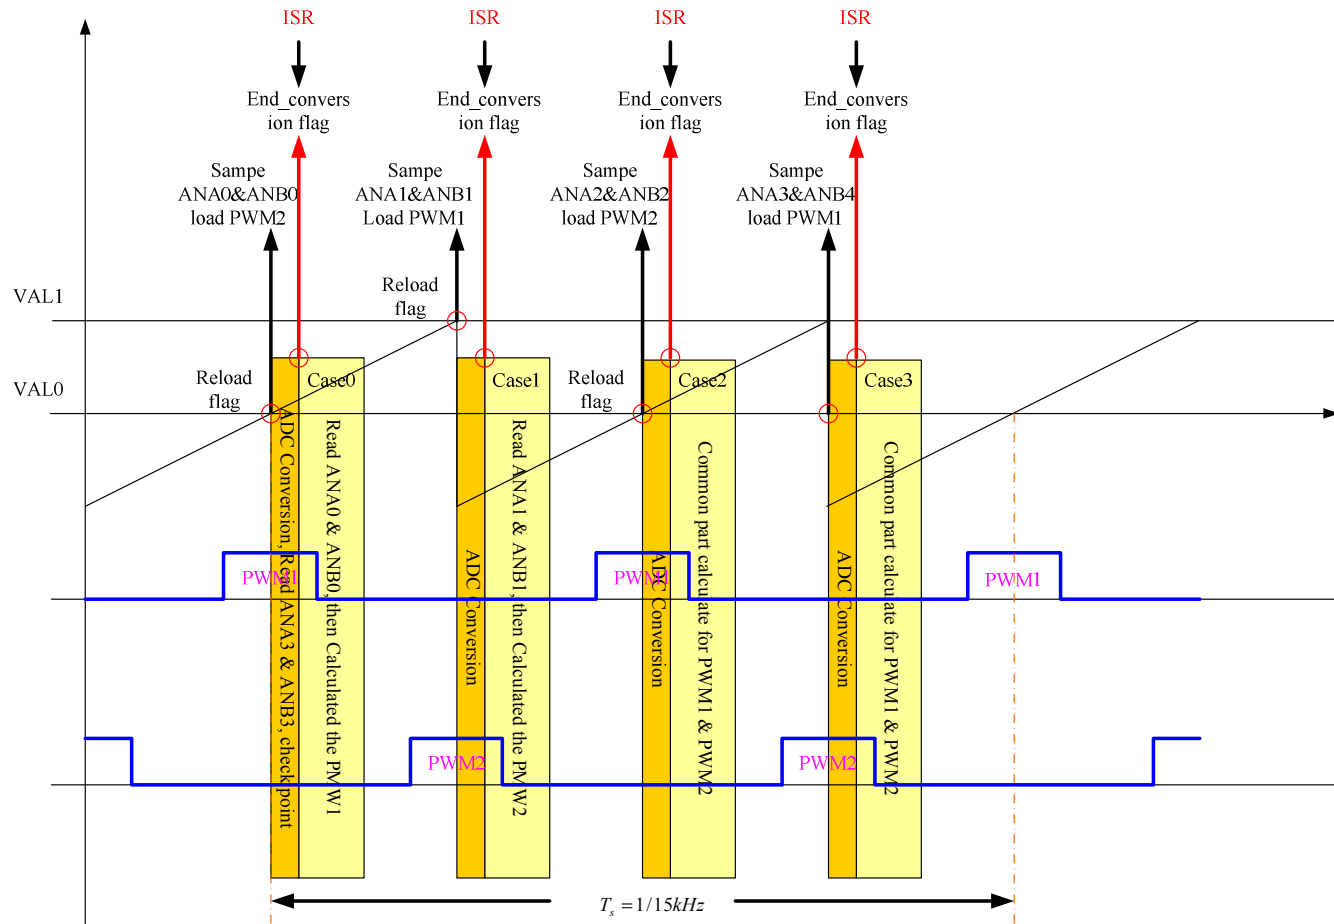 ISR
ISR
ISR
ISR
End_convers
ion flag
End_convers
ion flag
End_convers
ion flag
End_convers
ion flag
Sampe
ANA0&ANB0
load PWM2
Sampe
ANA1&ANB1
Load PWM1
Sampe
ANA2&ANB2
load PWM2
Sampe
ANA3&ANB4
load PWM1
VAL1
Reload
flag
VAL0
Reload
flag
Case0
Case1
Reload
flag
Case2
Case3
ADC Conversion, Read ANA3 & ANB3, check point
Read ANA0 & ANB0, then Calculated the PMW1
ADC Conversion
Read ANA1 & ANB1, then Calculated the PMW2
ADC Conversion
Common part calculate for PWM1 & PWM2
ADC Conversion
Common part calculate for PWM1 & PWM2
PWM1
PWM1
PWM1
PWM2
PWM2
Ts=1/15kHz